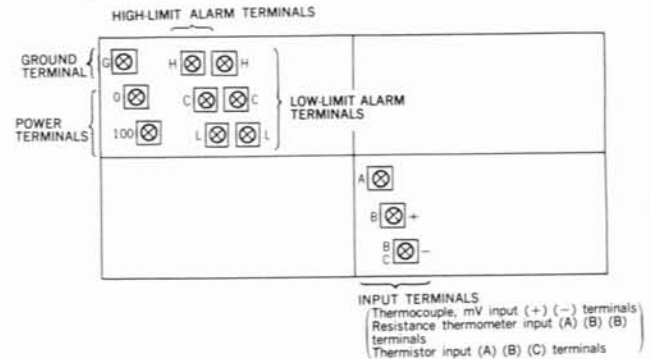 HIGH-LIMIT ALARM TERMINALS
GROUND
TERMINAL
G
H
H
0
C
C
LOW-LIMIT ALARM
TERMINALS
POWER
TERMINALS
100
L
L
A
B
+
B
C
−
INPUT TERMINALS
Thermocouple, mV input (+) (−) terminals
Resistance thermometer input (A) (B) (B)
terminals
Thermistor input (A) (B) (C) terminals